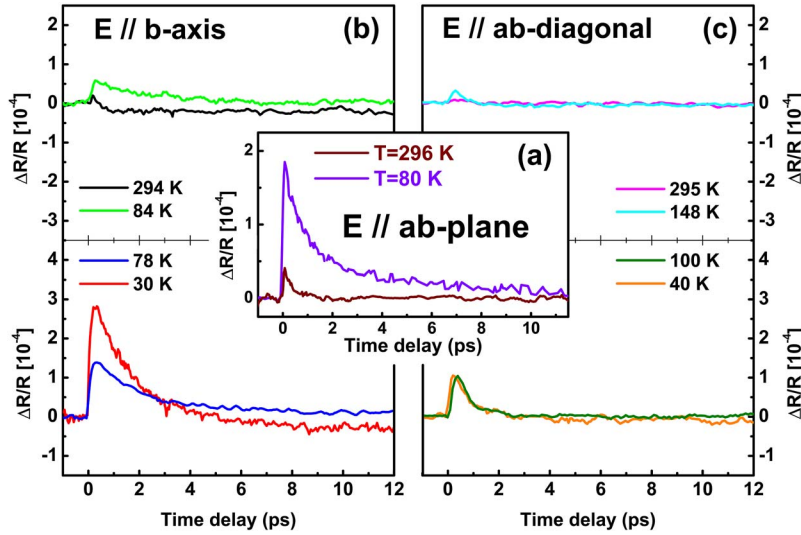 E // b-axis (b)
ΔR/R [10⁻⁴]
1
0
-1
-2
-3
294 K
84 K
4
3
2
1
0
-1
78 K
30 K
ΔR/R [10⁻⁴]
0 2 4 6 8 10 12
Time delay (ps)
(a)
T=296 K
T=80 K
E // ab-plane
ΔR/R [10⁻⁴]
2
1
0
0 2 4 6 8 10
Time delay (ps)
E // ab-diagonal (c)
2
1
0
-1
-2
-3
ΔR/R [10⁻⁴]
295 K
148 K
100 K
40 K
4
3
2
1
0
-1
ΔR/R [10⁻⁴]
0 2 4 6 8 10 12
Time delay (ps)